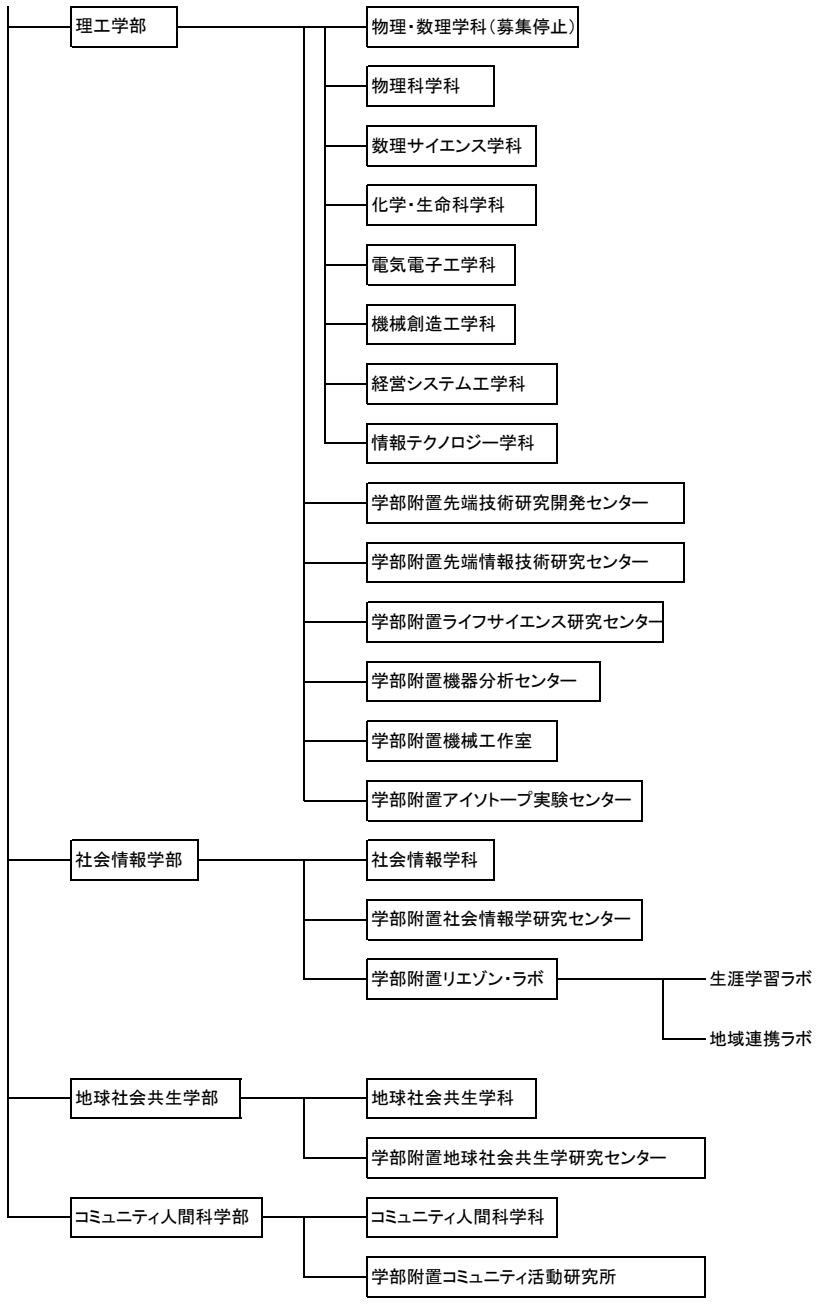 理工学部
物理・数理学科(募集停止)
物理科学科
数理サイエンス学科
化学・生命科学科
電気電子工学科
機械創造工学科
経営システム工学科
情報テクノロジー学科
学部附置先端技術研究開発センター
学部附置先端情報技術研究センター
学部附置ライフサイエンス研究センター
学部附置機器分析センター
学部附置機械工作室
学部附置アイソトープ実験センター
社会情報学部
社会情報学科
学部附置社会情報学研究センター
学部附置リエゾン・ラボ
生涯学習ラボ
地域連携ラボ
地球社会共生学部
地球社会共生学科
学部附置地球社会共生学研究センター
コミュニティ人間科学部
コミュニティ人間科学科
学部附置コミュニティ活動研究所